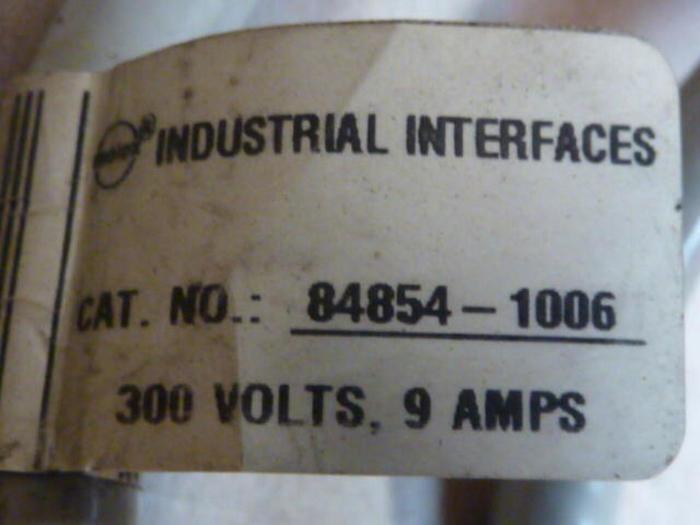 ® INDUSTRIAL INTERFACES
CAT. NO.: 84854-1006
300 VOLTS, 9 AMPS